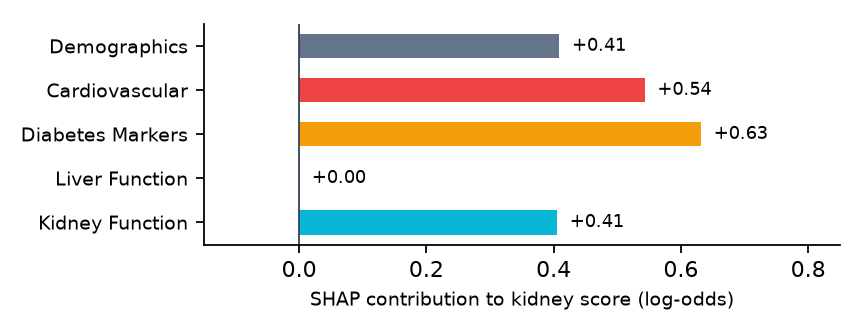 Demographics +0.41
Cardiovascular +0.54
Diabetes Markers +0.63
Liver Function +0.00
Kidney Function +0.41
0.0 0.2 0.4 0.6 0.8
SHAP contribution to kidney score (log-odds)